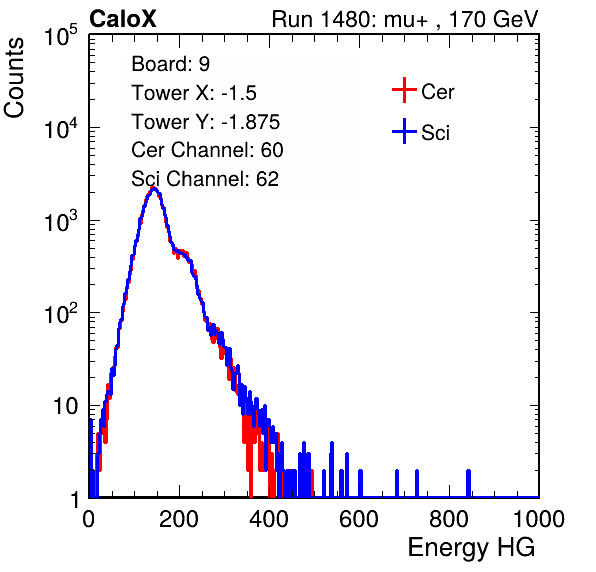 CaloX Run 1480: mu+ , 170 GeV
Counts
Board: 9
Tower X: -1.5
Tower Y: -1.875
Cer Channel: 60
Sci Channel: 62
Cer
Sci
10^5
10^4
10^3
10^2
10
1
0 200 400 600 800 1000
Energy HG